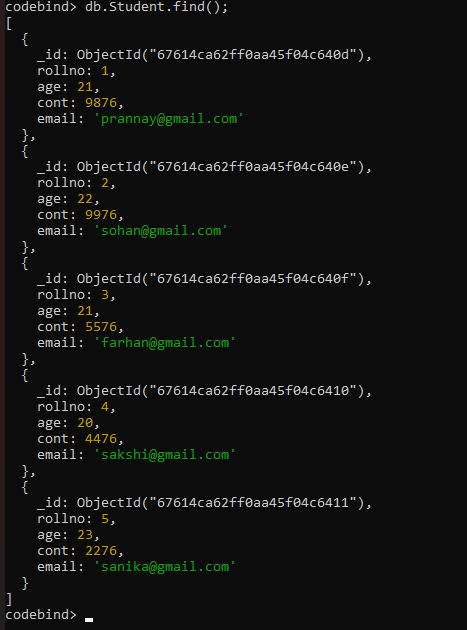 codebind> db.Student.find();
[
  {
    _id: ObjectId("67614ca62ff0aa45f04c640d"),
    rollno: 1,
    age: 21,
    cont: 9876,
    email: 'prannay@gmail.com'
  },
  {
    _id: ObjectId("67614ca62ff0aa45f04c640e"),
    rollno: 2,
    age: 22,
    cont: 9976,
    email: 'sohan@gmail.com'
  },
  {
    _id: ObjectId("67614ca62ff0aa45f04c640f"),
    rollno: 3,
    age: 21,
    cont: 5576,
    email: 'farhan@gmail.com'
  },
  {
    _id: ObjectId("67614ca62ff0aa45f04c6410"),
    rollno: 4,
    age: 20,
    cont: 4476,
    email: 'sakshi@gmail.com'
  },
  {
    _id: ObjectId("67614ca62ff0aa45f04c6411"),
    rollno: 5,
    age: 23,
    cont: 2276,
    email: 'sanika@gmail.com'
  }
]
codebind>